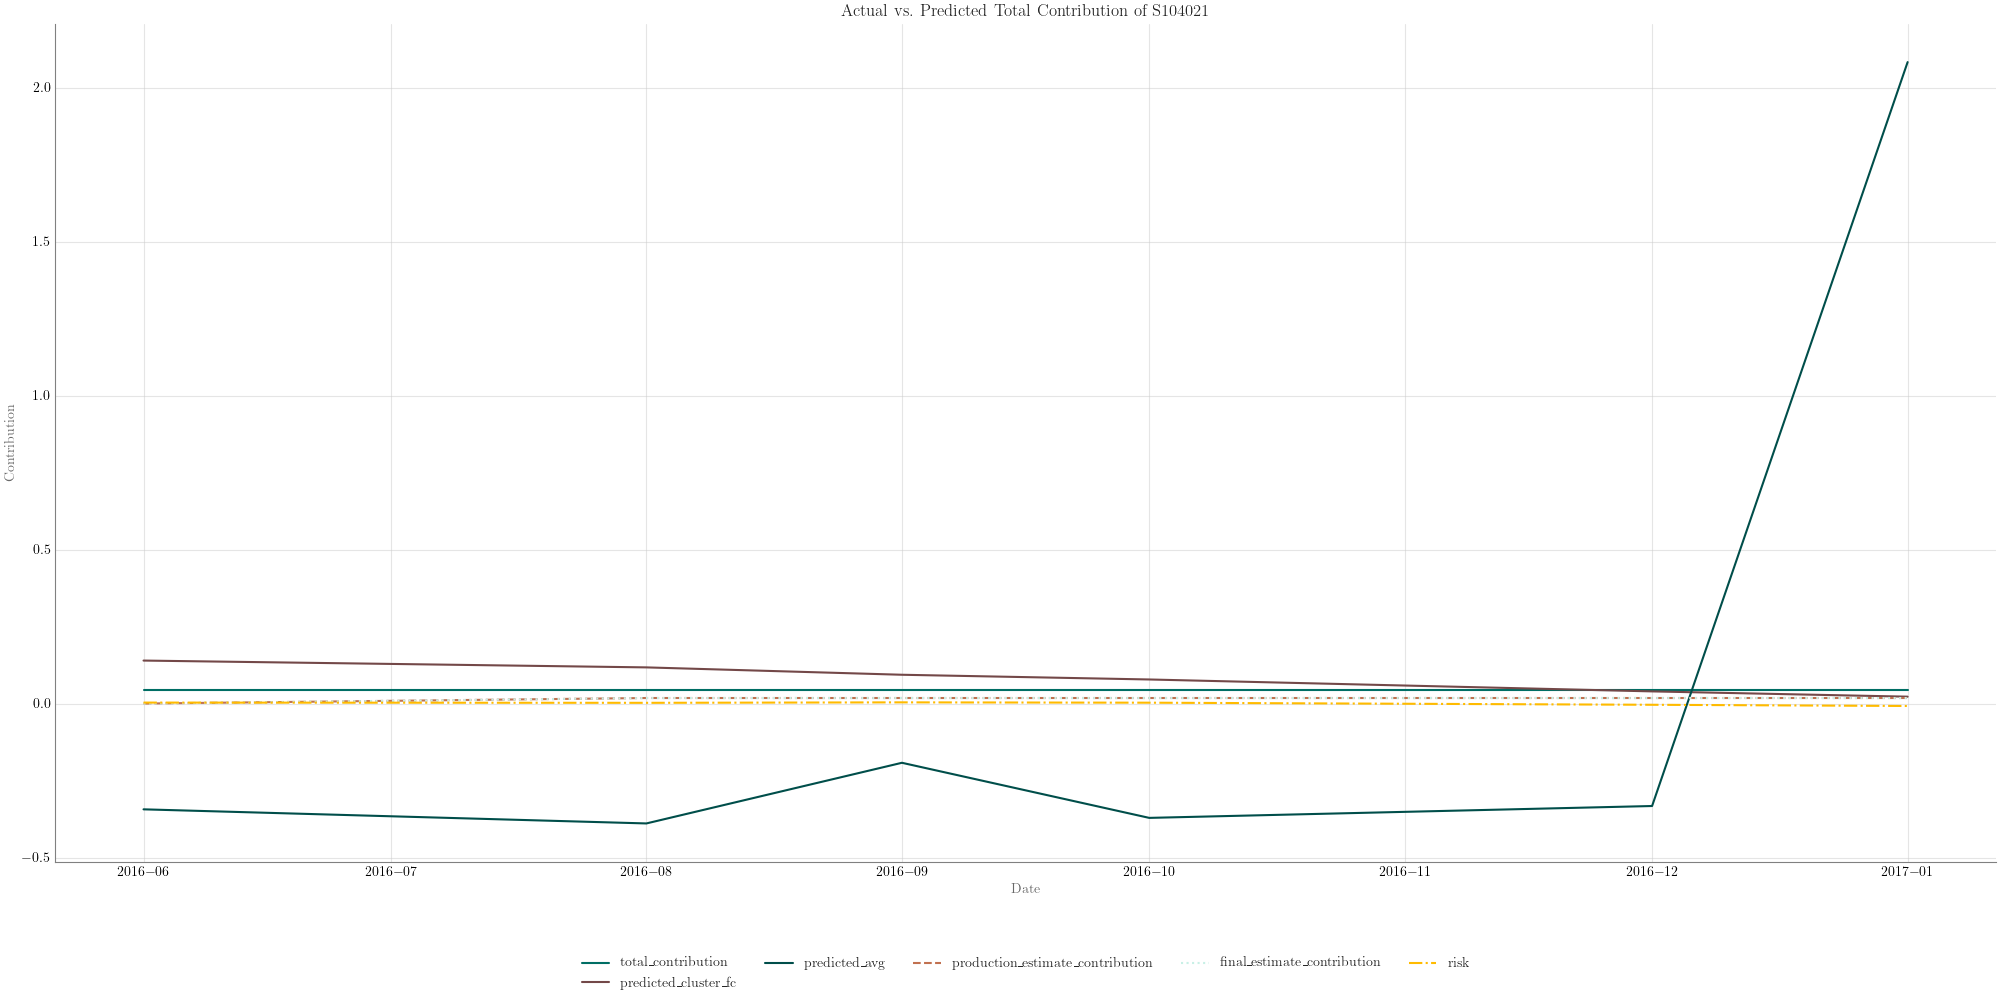 Actual vs. Predicted Total Contribution of S104021
2.0
1.5
1.0
0.5
0.0
−0.5
Contribution
2016−06 2016−07 2016−08 2016−09 2016−10 2016−11 2016−12 2017−01
Date
total_contribution predicted_avg production_estimate_contribution final_estimate_contribution risk
predicted_cluster_fc